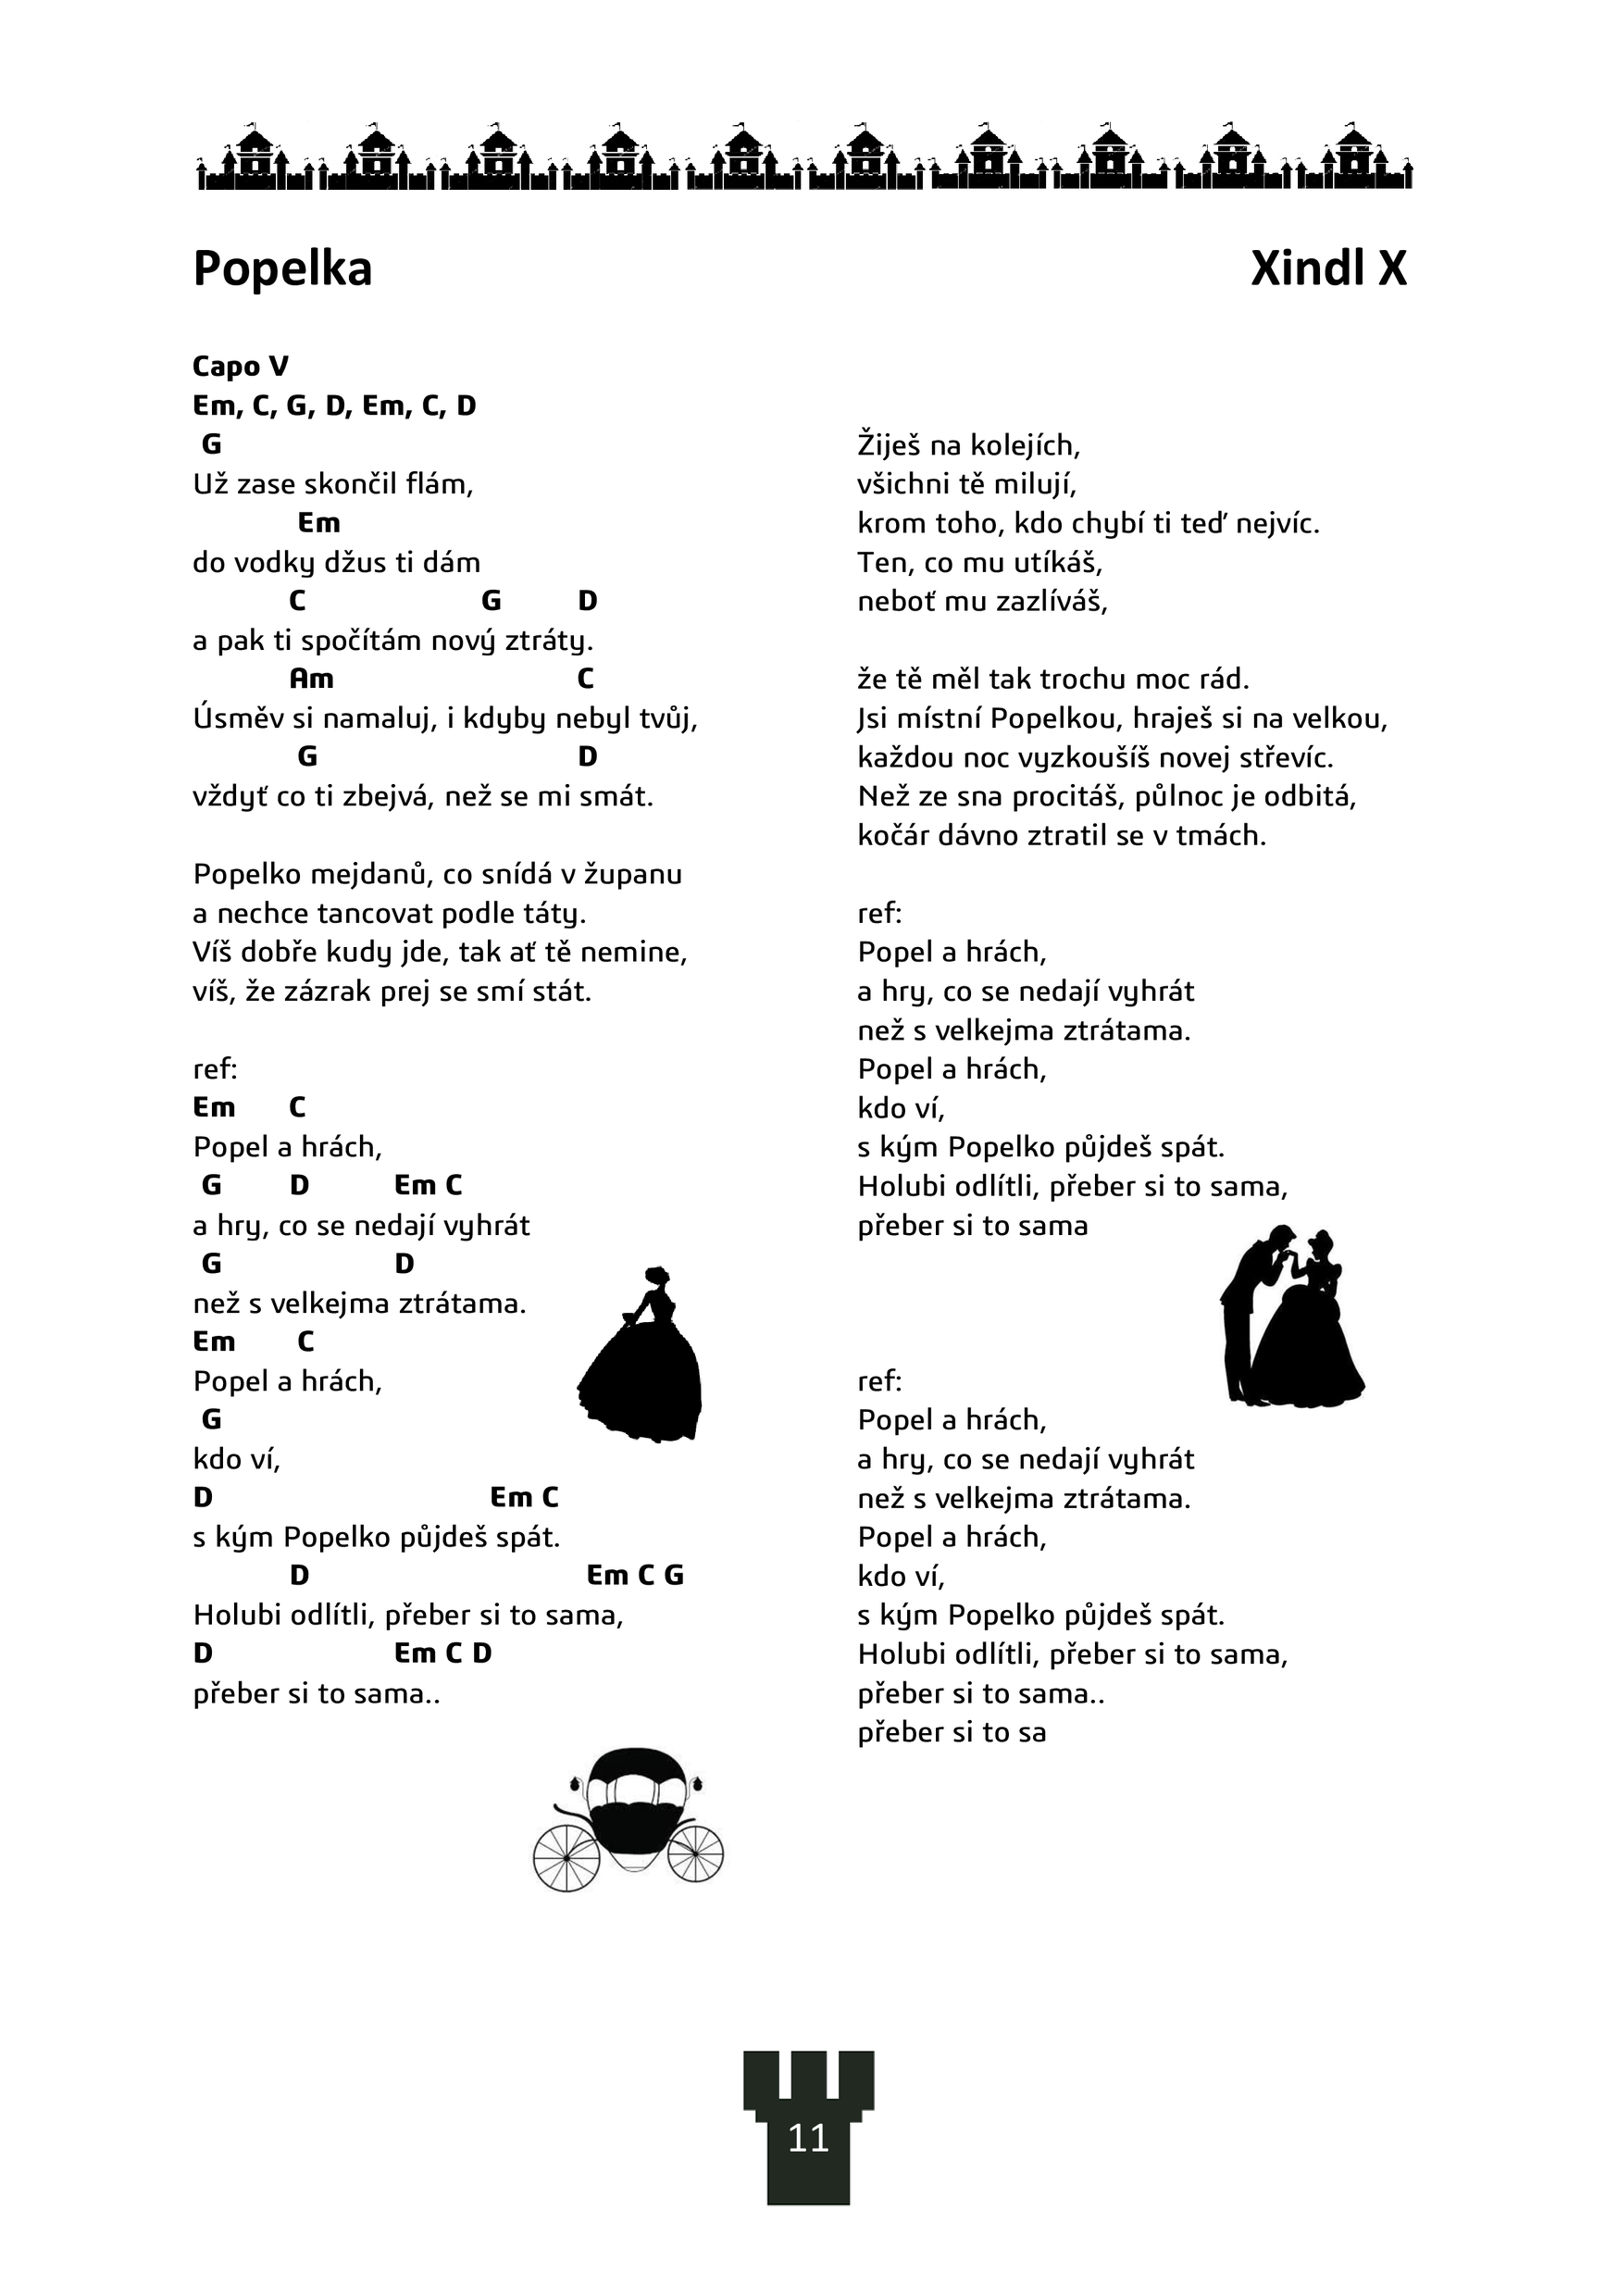 Popelka Xindl X
Capo V
Em, C, G, D, Em, C, D
G
Už zase skončil flám,
Em
do vodky džus ti dám
C G D
a pak ti spočítám nový ztráty.
Am C
Úsměv si namaluj, i kdyby nebyl tvůj,
G D
vždyť co ti zbejvá, než se mi smát.
Popelko mejdanů, co snídá v županu
a nechce tancovat podle táty.
Víš dobře kudy jde, tak ať tě nemine,
víš, že zázrak prej se smí stát.
ref:
Em C
Popel a hrách,
G D Em C
a hry, co se nedají vyhrát
G D
než s velkejma ztrátama.
Em C
Popel a hrách,
G
kdo ví,
D Em C
s kým Popelko půjdeš spát.
D Em C G
Holubi odlítli, přeber si to sama,
D Em C D
přeber si to sama..
Žiješ na kolejích,
všichni tě milují,
krom toho, kdo chybí ti teď nejvíc.
Ten, co mu utíkáš,
neboť mu zazlíváš,
že tě měl tak trochu moc rád.
Jsi místní Popelkou, hraješ si na velkou,
každou noc vyzkoušíš novej střevíc.
Než ze sna procitáš, půlnoc je odbitá,
kočár dávno ztratil se v tmách.
ref:
Popel a hrách,
a hry, co se nedají vyhrát
než s velkejma ztrátama.
Popel a hrách,
kdo ví,
s kým Popelko půjdeš spát.
Holubi odlítli, přeber si to sama,
přeber si to sama
ref:
Popel a hrách,
a hry, co se nedají vyhrát
než s velkejma ztrátama.
Popel a hrách,
kdo ví,
s kým Popelko půjdeš spát.
Holubi odlítli, přeber si to sama,
přeber si to sama..
přeber si to sa
11